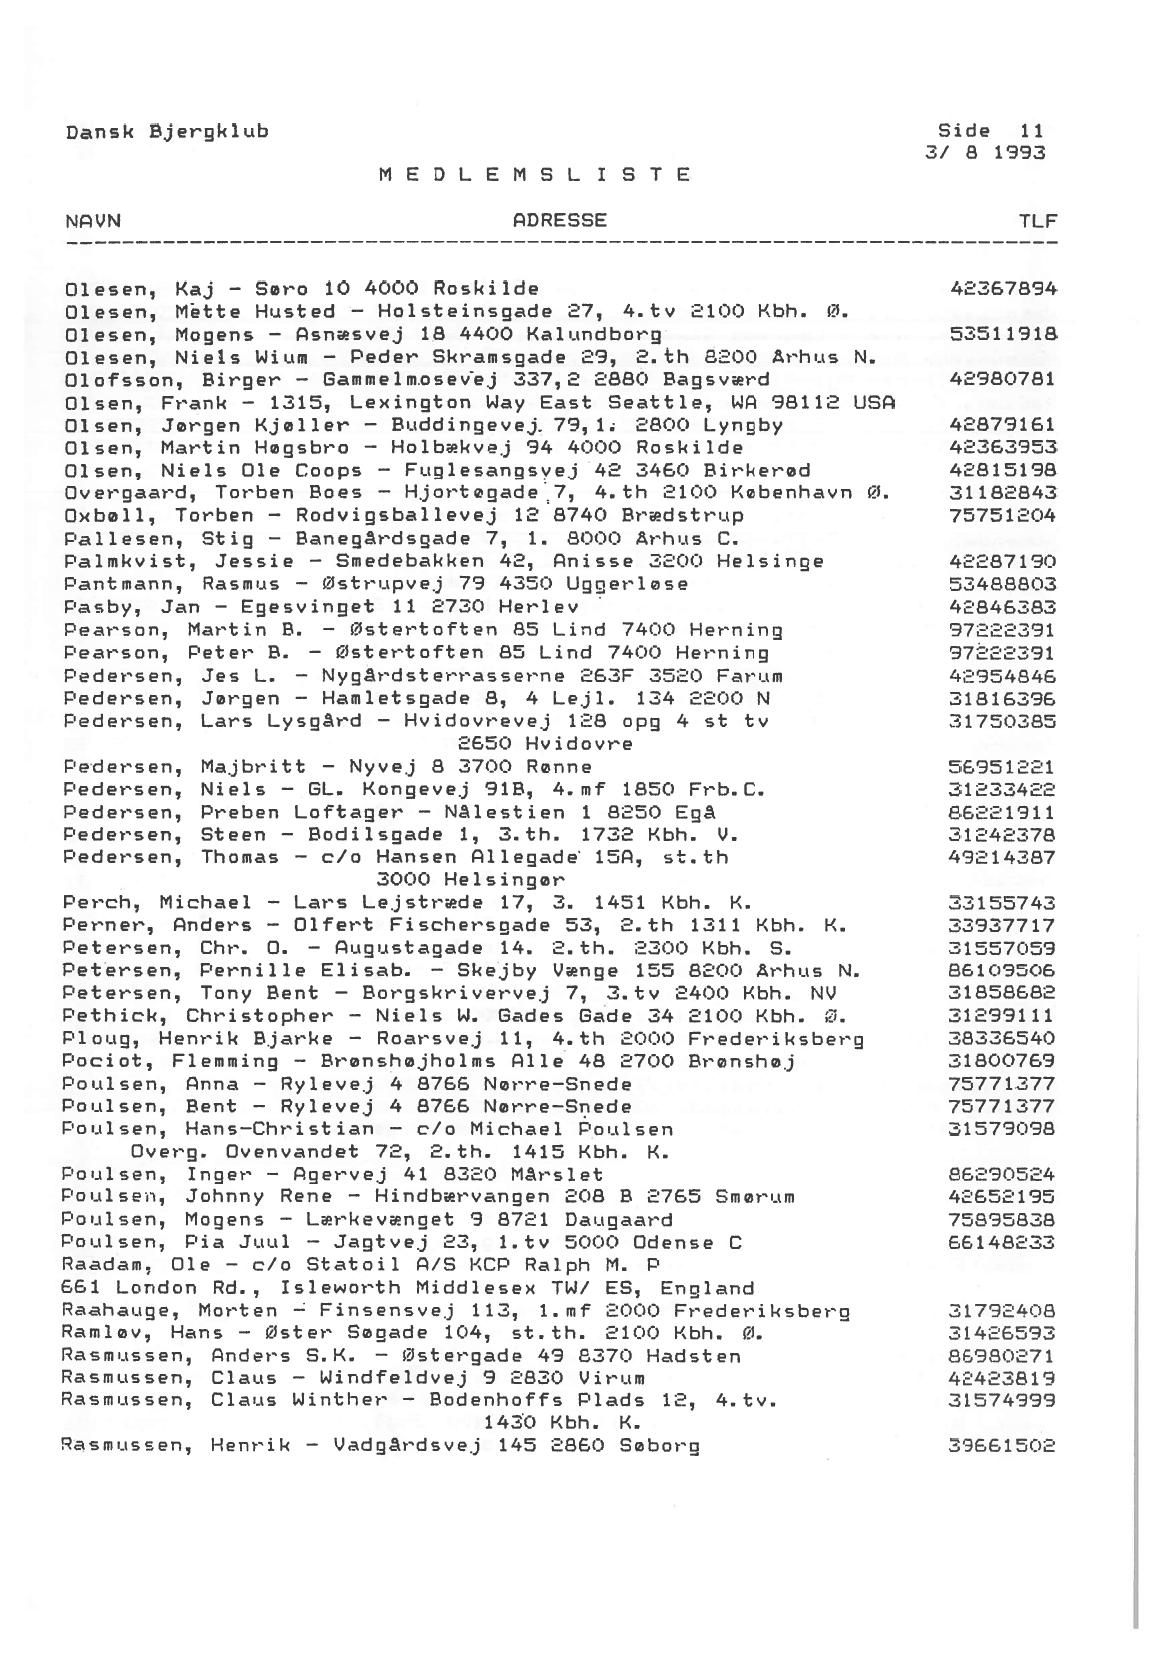 Dansk Bjergklub Side 11
3/ 8 1993
M E D L E M S L I S T E
NAVN ADRESSE TLF
Olesen, Kaj - Søro 10 4000 Roskilde 42367894
Olesen, Mette Husted - Holsteinsgade 27, 4.tv 2100 Kbh. Ø.
Olesen, Mogens - Asnæsvej 18 4400 Kalundborg 53511918
Olesen, Niels Wium - Peder Skramsgade 29, 2.th 8200 Århus N.
Olofsson, Birger - Gammelmosevej 337,2 2880 Bagsværd 42980781
Olsen, Frank - 1315, Lexington Way East Seattle, WA 98112 USA
Olsen, Jørgen Kjøller - Buddingevej. 79,1. 2800 Lyngby 42879161
Olsen, Martin Høgsbro - Holbækvej 94 4000 Roskilde 42363953
Olsen, Niels Ole Coops - Fuglesangsvej 42 3460 Birkerød 42815198
Overgaard, Torben Boes - Hjortøgade 7, 4.th 2100 København Ø. 31182843
Oxbøll, Torben - Rodvigsballevej 12 8740 Brædstrup 75751204
Pallesen, Stig - Banegårdsgade 7, 1. 8000 Århus C.
Palmkvist, Jessie - Smedebakken 42, Anisse 3200 Helsinge 42287190
Pantmann, Rasmus - Østrupvej 79 4350 Uggerløse 53488803
Pasby, Jan - Egesvinget 11 2730 Herlev 42846383
Pearson, Martin B. - Østertoften 85 Lind 7400 Herning 97222391
Pearson, Peter B. - Østertoften 85 Lind 7400 Herning 97222391
Pedersen, Jes L. - Nygårdsterrasserne 263F 3520 Farum 42954846
Pedersen, Jørgen - Hamletsgade 8, 4 Lejl. 134 2200 N 31816396
Pedersen, Lars Lysgård - Hvidovrevej 128 opg 4 st tv 31750385
2650 Hvidovre
Pedersen, Majbritt - Nyvej 8 3700 Rønne 56951221
Pedersen, Niels - GL. Kongevej 91B, 4.mf 1850 Frb.C. 31233422
Pedersen, Preben Loftager - Nålestien 1 8250 Egå 86221911
Pedersen, Steen - Bodilsgade 1, 3.th. 1732 Kbh. V. 31242378
Pedersen, Thomas - c/o Hansen Allegade 15A, st.th 49214387
3000 Helsingør
Perch, Michael - Lars Lejstræde 17, 3. 1451 Kbh. K. 33155743
Perner, Anders - Olfert Fischersgade 53, 2.th 1311 Kbh. K. 33937717
Petersen, Chr. O. - Augustagade 14. 2.th. 2300 Kbh. S. 31557059
Petersen, Pernille Elisab. - Skejby Vænge 155 8200 Århus N. 86109506
Petersen, Tony Bent - Borgskrivervej 7, 3.tv 2400 Kbh. NV 31858682
Pethick, Christopher - Niels W. Gades Gade 34 2100 Kbh. Ø. 31299111
Ploug, Henrik Bjarke - Roarsvej 11, 4.th 2000 Frederiksberg 38336540
Pociot, Flemming - Brønshøjholms Alle 48 2700 Brønshøj 31800769
Poulsen, Anna - Rylevej 4 8766 Nørre-Snede 75771377
Poulsen, Bent - Rylevej 4 8766 Nørre-Snede 75771377
Poulsen, Hans-Christian - c/o Michael Poulsen 31579098
Overg. Ovenvandet 72, 2.th. 1415 Kbh. K.
Poulsen, Inger - Agervej 41 8320 Mårslet 86290524
Poulsen, Johnny Rene - Hindbærvangen 208 B 2765 Smørum 42652195
Poulsen, Mogens - Lærkevænget 9 8721 Daugaard 75895838
Poulsen, Pia Juul - Jagtvej 23, 1.tv 5000 Odense C 66148233
Raadam, Ole - c/o Statoil A/S KCP Ralph M. P
661 London Rd., Isleworth Middlesex TW/ ES, England
Raahauge, Morten - Finsensvej 113, 1.mf 2000 Frederiksberg 31792408
Ramløv, Hans - Øster Søgade 104, st.th. 2100 Kbh. Ø. 31426593
Rasmussen, Anders S.K. - Østergade 49 8370 Hadsten 86980271
Rasmussen, Claus - Windfeldvej 9 2830 Virum 42423819
Rasmussen, Claus Winther - Bodenhoffs Plads 12, 4.tv. 31574999
1430 Kbh. K.
Rasmussen, Henrik - Vadgårdsvej 145 2860 Søborg 39661502